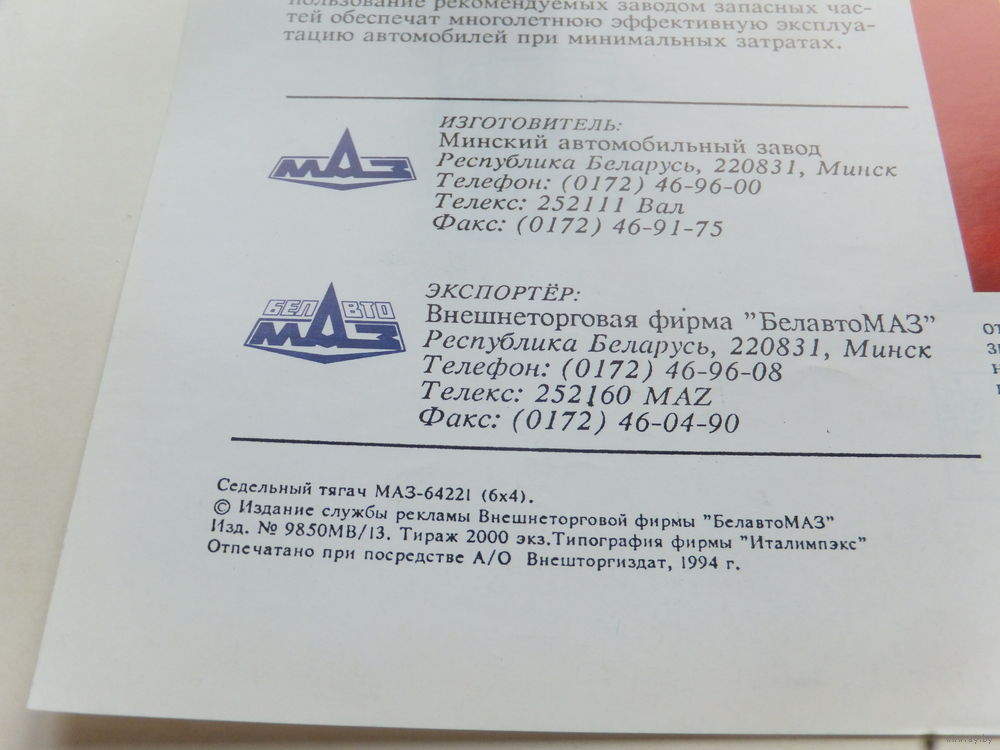 пользование рекомендуемых заводом запасных час-
тей обеспечат многолетнюю эффективную эксплуа-
тацию автомобилей при минимальных затратах.
МАЗ
ИЗГОТОВИТЕЛЬ:
Минский автомобильный завод
Республика Беларусь, 220831, Минск
Телефон: (0172) 46-96-00
Телекс: 252111 Вал
Факс: (0172) 46-91-75
БЕЛАВТО
МАЗ
ЭКСПОРТЁР:
Внешнеторговая фирма "БелавтоМАЗ"
Республика Беларусь, 220831, Минск
Телефон: (0172) 46-96-08
Телекс: 252160 MAZ
Факс: (0172) 46-04-90
Седельный тягач МАЗ-64221 (6х4).
© Издание службы рекламы Внешнеторговой фирмы "БелавтоМАЗ"
Изд. № 9850МВ/13. Тираж 2000 экз.Типография фирмы "Италимпэкс"
Отпечатано при посредстве А/О Внешторгиздат, 1994 г.